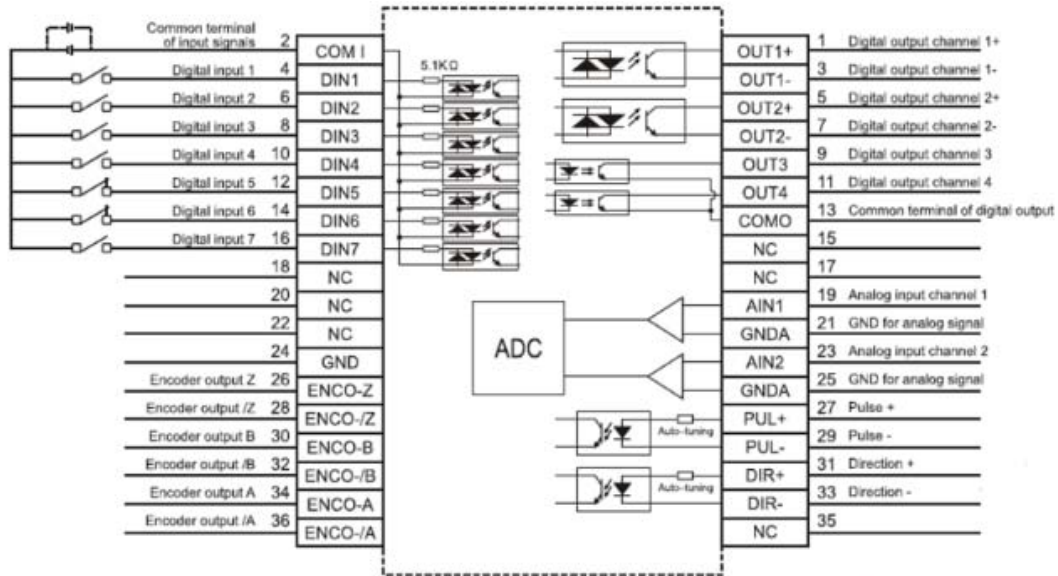 Common terminal
of input signals 2 COM I
Digital input 1 4 DIN1
Digital input 2 6 DIN2
Digital input 3 8 DIN3
Digital input 4 10 DIN4
Digital input 5 12 DIN5
Digital input 6 14 DIN6
Digital input 7 16 DIN7
18 NC
20 NC
22 NC
24 GND
Encoder output Z 26 ENCO-Z
Encoder output /Z 28 ENCO-/Z
Encoder output B 30 ENCO-B
Encoder output /B 32 ENCO-/B
Encoder output A 34 ENCO-A
Encoder output /A 36 ENCO-/A
5.1KΩ
ADC
Auto-tuning
Auto-tuning
OUT1+ 1 Digital output channel 1+
OUT1- 3 Digital output channel 1-
OUT2+ 5 Digital output channel 2+
OUT2- 7 Digital output channel 2-
OUT3 9 Digital output channel 3
OUT4 11 Digital output channel 4
COMO 13 Common terminal of digital output
NC 15
NC 17
AIN1 19 Analog input channel 1
GNDA 21 GND for analog signal
AIN2 23 Analog input channel 2
GNDA 25 GND for analog signal
PUL+ 27 Pulse +
PUL- 29 Pulse -
DIR+ 31 Direction +
DIR- 33 Direction -
NC 35